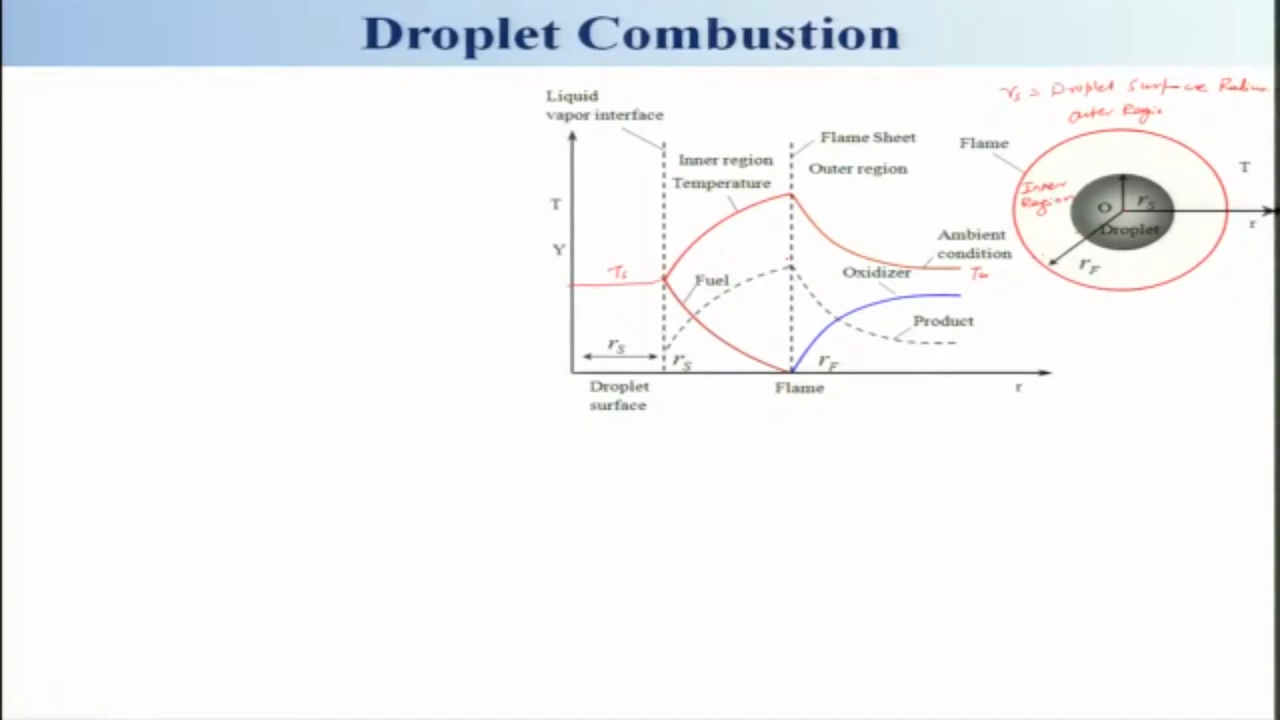 Droplet Combustion
Liquid
vapor interface
Inner region
Temperature
Flame Sheet
Outer region
T
Y
Ts
Fuel
Ambient
condition
Oxidizer
T∞
Product
rS
rS
rF
Droplet
surface
Flame
r
rs = Droplet Surface Radius
outer Regio
Flame
T
Inner
Region
O
rS
Droplet
rF
r